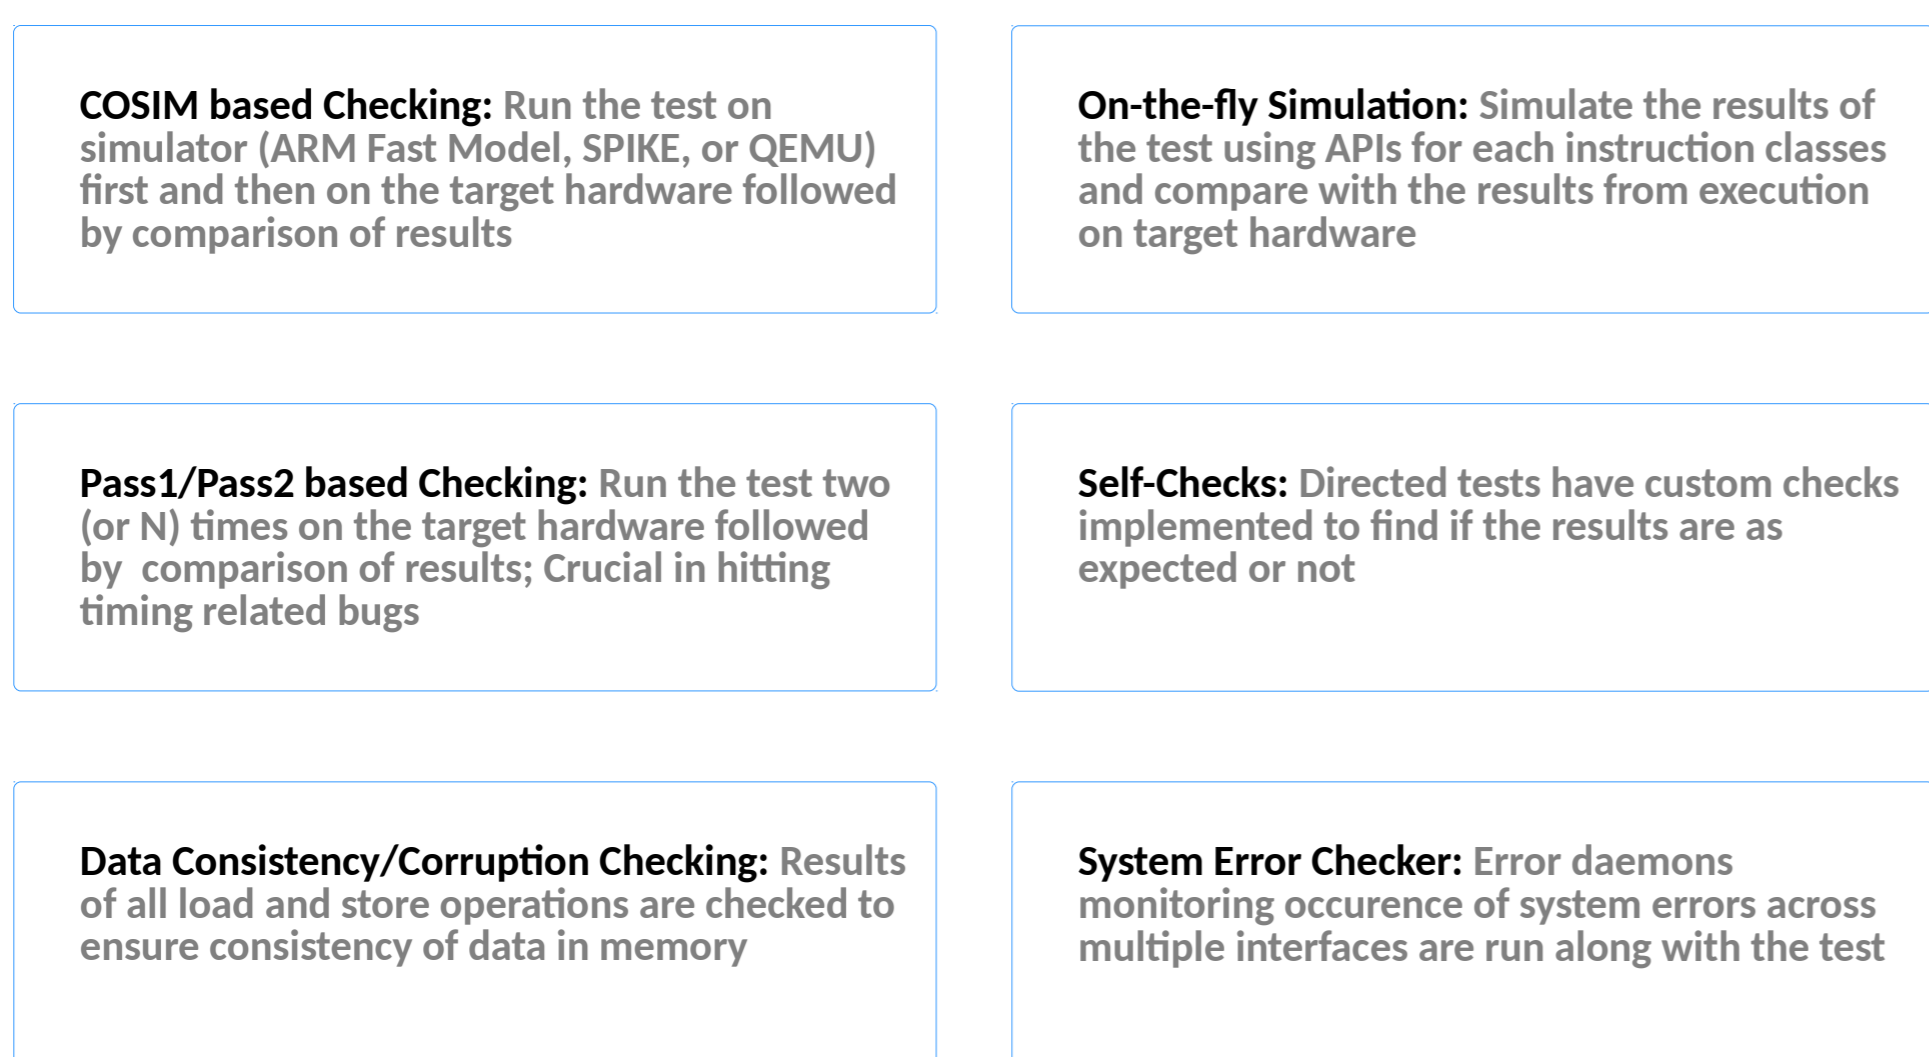 COSIM based Checking: Run the test on
simulator (ARM Fast Model, SPIKE, or QEMU)
first and then on the target hardware followed
by comparison of results
On-the-fly Simulation: Simulate the results of
the test using APIs for each instruction classes
and compare with the results from execution
on target hardware
Pass1/Pass2 based Checking: Run the test two
(or N) times on the target hardware followed
by  comparison of results; Crucial in hitting
timing related bugs
Self-Checks: Directed tests have custom checks
implemented to find if the results are as
expected or not
Data Consistency/Corruption Checking: Results
of all load and store operations are checked to
ensure consistency of data in memory
System Error Checker: Error daemons
monitoring occurence of system errors across
multiple interfaces are run along with the test